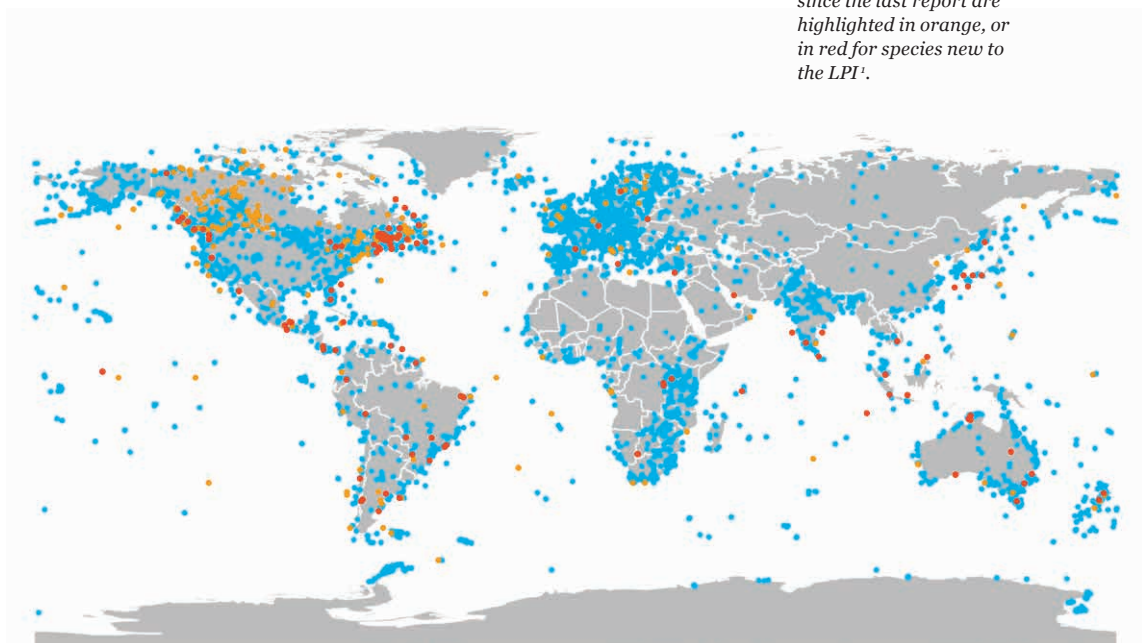 since the last report are
highlighted in orange, or
in red for species new to
the LPI¹.